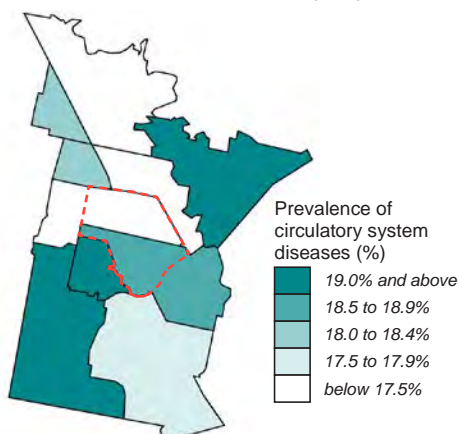 Prevalence of
circulatory system
diseases (%)
19.0% and above
18.5 to 18.9%
18.0 to 18.4%
17.5 to 17.9%
below 17.5%